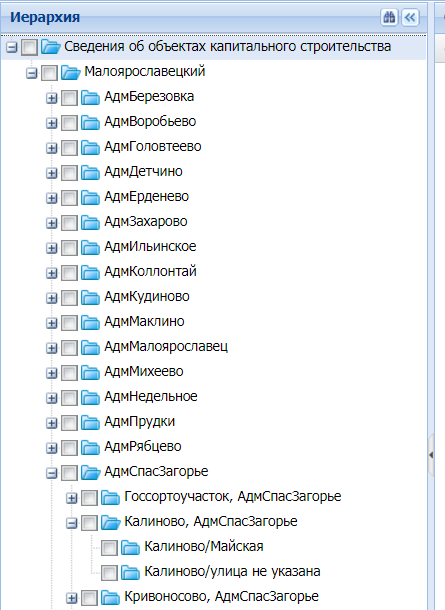 Иерархия
Сведения об объектах капитального строительства
Малоярославецкий
АдмБерезовка
АдмВоробьево
АдмГоловтеево
АдмДетчино
АдмЕрденево
АдмЗахарово
АдмИльинское
АдмКоллонтай
АдмКудиново
АдмМаклино
АдмМалоярославец
АдмМихеево
АдмНедельное
АдмПрудки
АдмРябцево
АдмСпасЗагорье
Госсортоучасток, АдмСпасЗагорье
Калиново, АдмСпасЗагорье
Калиново/Майская
Калиново/улица не указана
Кривоносово, АдмСпасЗагорье